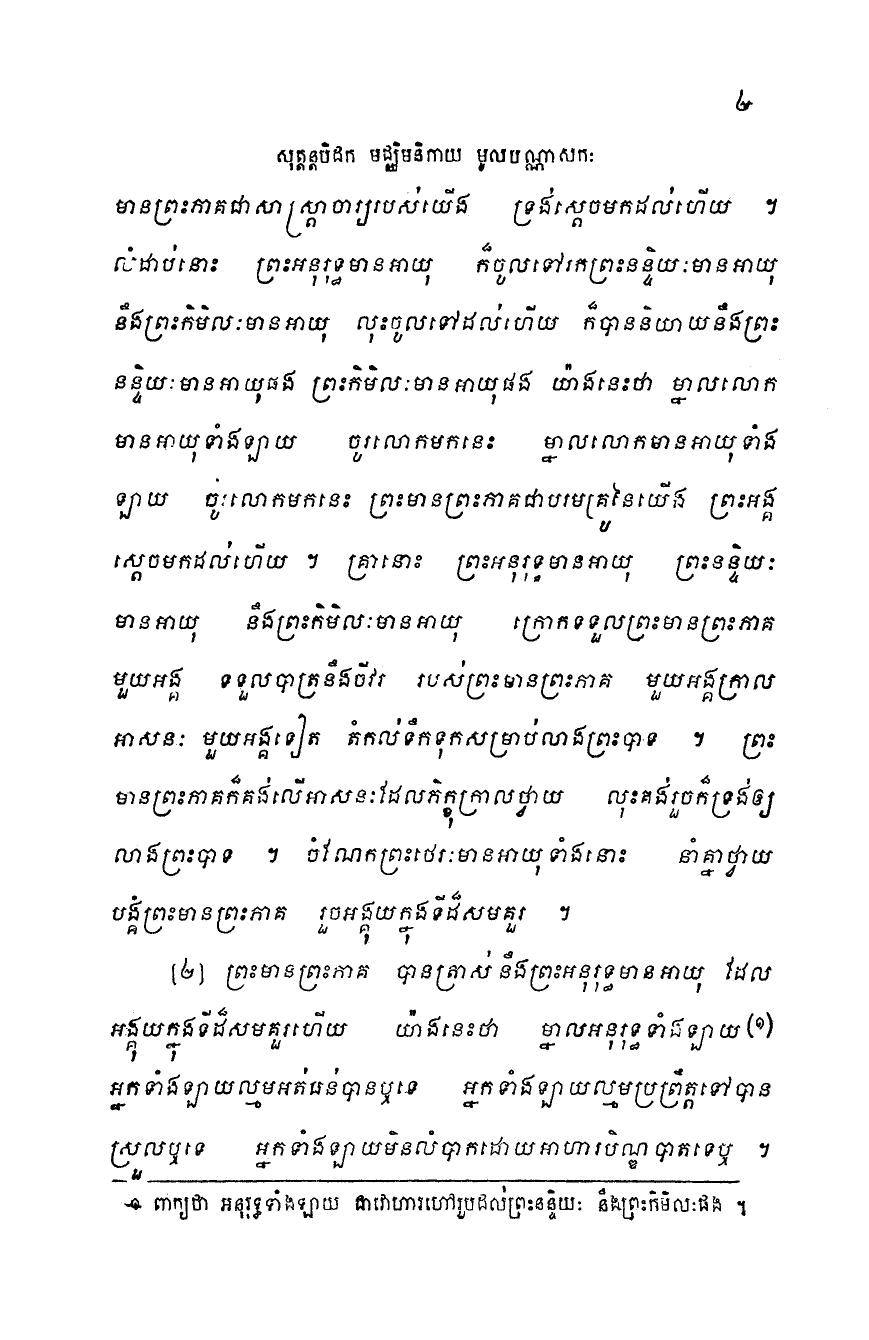 ៤
សុត្តន្តបិដក មជ្ឈិមនិកាយ មូលបណ្ណាសកៈ
មានព្រះភាគជាសាស្ត្រាចារ្យរបស់យើង ទ្រង់ស្តេចមកដល់ហើយ ។
លំដាប់នោះ ព្រះអនុរុទ្ធមានអាយុ ក៏ចូលទៅរកព្រះនន្ទិយៈមានអាយុ
នឹងព្រះកិមិលៈមានអាយុ លុះចូលទៅដល់ហើយ ក៏បាននិយាយនឹងព្រះ
នន្ទិយៈមានអាយុផង ព្រះកិមិលៈមានអាយុផង យ៉ាងនេះថា ម្នាលលោក
មានអាយុទាំងឡាយ ចូរលោកមកនេះ ម្នាលលោកមានអាយុទាំង
ឡាយ ចូរលោកមកនេះ ព្រះមានព្រះភាគជាបរមគ្រូនៃយើង ព្រះអង្គ
ស្តេចមកដល់ហើយ ។ គ្រានោះ ព្រះអនុរុទ្ធមានអាយុ ព្រះនន្ទិយៈ
មានអាយុ នឹងព្រះកិមិលៈមានអាយុ ក្រោកទទួលព្រះមានព្រះភាគ
មួយអង្គ ទទួលបាត្រនឹងចីវរ របស់ព្រះមានព្រះភាគ មួយអង្គក្រាល
អាសនៈ មួយអង្គទៀត តំកល់ទឹកទុកសម្រាប់លាងព្រះបាទ ។ ព្រះ
មានព្រះភាគក៏គង់លើអាសនៈដែលភិក្ខុក្រាលថ្វាយ លុះគង់រួចក៏ទ្រង់ឲ្យ
លាងព្រះបាទ ។ ចំណែកព្រះថេរៈមានអាយុទាំងនោះ នាំគ្នាថ្វាយ
បង្គំព្រះមានព្រះភាគ រួចអង្គុយក្នុងទីដ៏សមគួរ ។
[៤] ព្រះមានព្រះភាគ បានត្រាស់នឹងព្រះអនុរុទ្ធមានអាយុ ដែល
អង្គុយក្នុងទីដ៏សមគួរហើយ យ៉ាងនេះថា ម្នាលអនុរុទ្ធទាំងឡាយ(១)
អ្នកទាំងឡាយល្មមអត់ធន់បានឬទេ អ្នកទាំងឡាយល្មមប្រព្រឹត្តទៅបាន
ស្រួលឬទេ អ្នកទាំងឡាយមិនលំបាកដោយអាហារបិណ្ឌបាតទេឬ ។
១ ពាក្យថា អនុរុទ្ធទាំងឡាយ ជាវោហារហៅរួបដល់ព្រះនន្ទិយៈ នឹងព្រះកិមិលៈផង ។